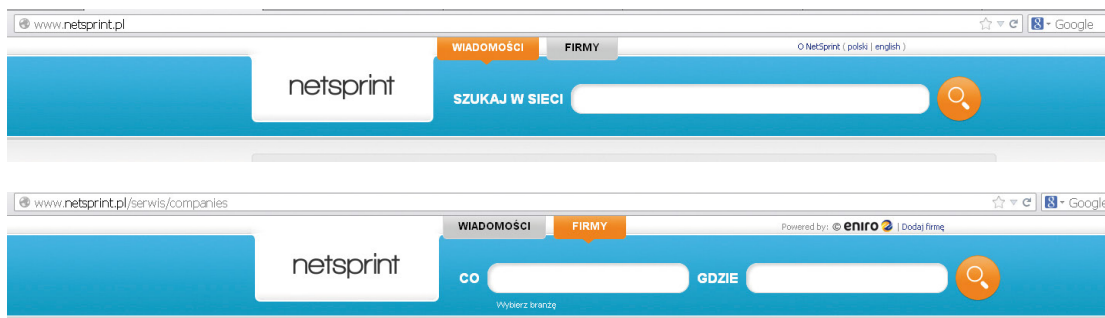 www.netsprint.pl Google
WIADOMOŚCI FIRMY O NetSprint ( polski | english )
netsprint
SZUKAJ W SIECI
www.netsprint.pl/serwis/companies Google
WIADOMOŚCI FIRMY Powered by: © eniro | Dodaj firmę
netsprint
CO GDZIE
Wybierz branżę